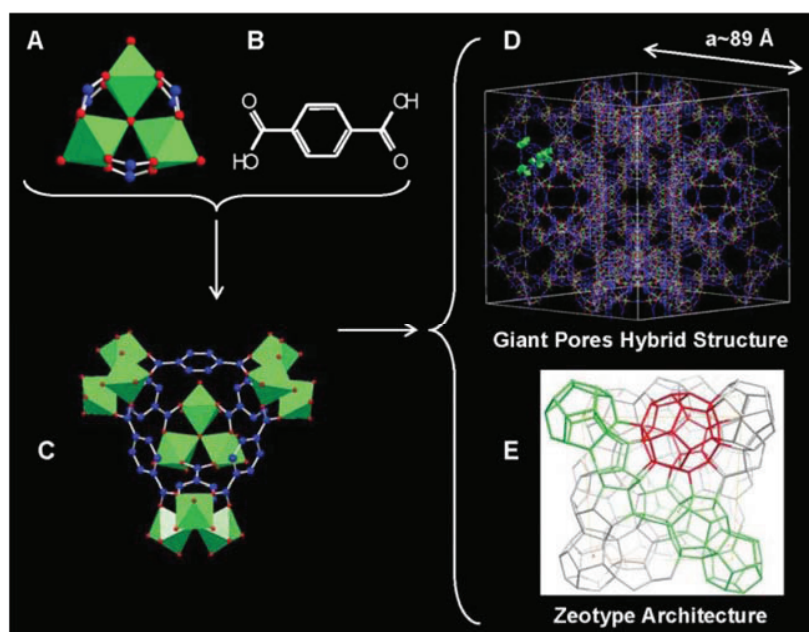 A
B
O
OH
HO
O
C
D
a~89 Å
Giant Pores Hybrid Structure
E
Zeotype Architecture